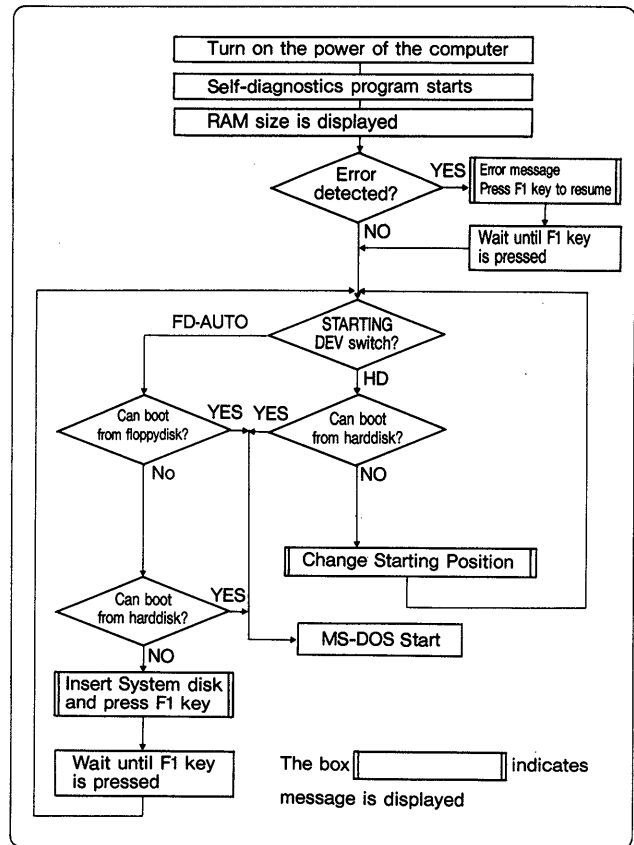 Turn on the power of the computer
Self-diagnostics program starts
RAM size is displayed
Error
detected?
YES
Error message
Press F1 key to resume
NO
Wait until F1 key
is pressed
FD-AUTO
STARTING
DEV switch?
HD
Can boot
from floppydisk?
YES
YES
Can boot
from harddisk?
No
NO
Change Starting Position
Can boot
from harddisk?
YES
MS-DOS Start
NO
Insert System disk
and press F1 key
Wait until F1 key
is pressed
The box
indicates
message is displayed